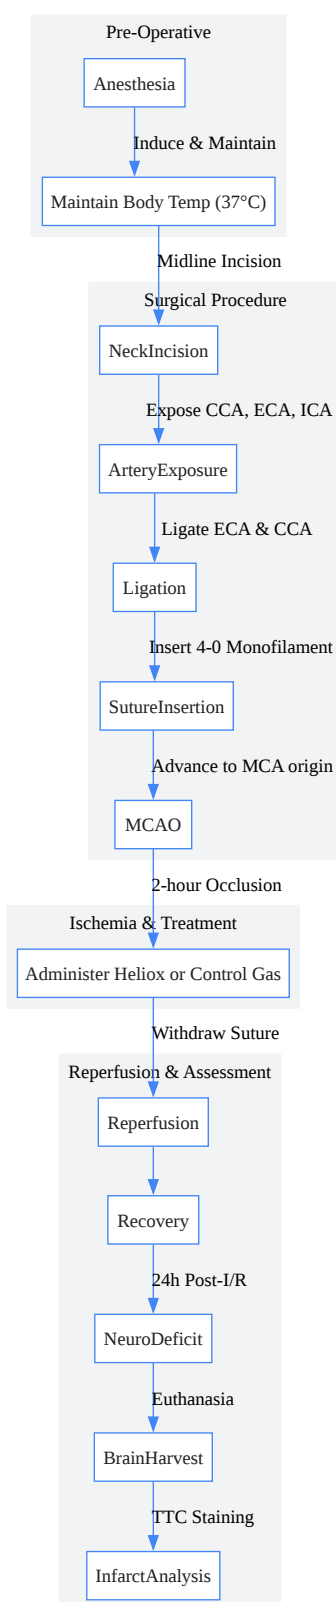 Pre-Operative
Anesthesia
Induce & Maintain
Maintain Body Temp (37°C)
Midline Incision
Surgical Procedure
NeckIncision
Expose CCA, ECA, ICA
ArteryExposure
Ligate ECA & CCA
Ligation
Insert 4-0 Monofilament
SutureInsertion
Advance to MCA origin
MCAO
2-hour Occlusion
Ischemia & Treatment
Administer Heliox or Control Gas
Withdraw Suture
Reperfusion & Assessment
Reperfusion
Recovery
24h Post-I/R
NeuroDeficit
Euthanasia
BrainHarvest
TTC Staining
InfarctAnalysis